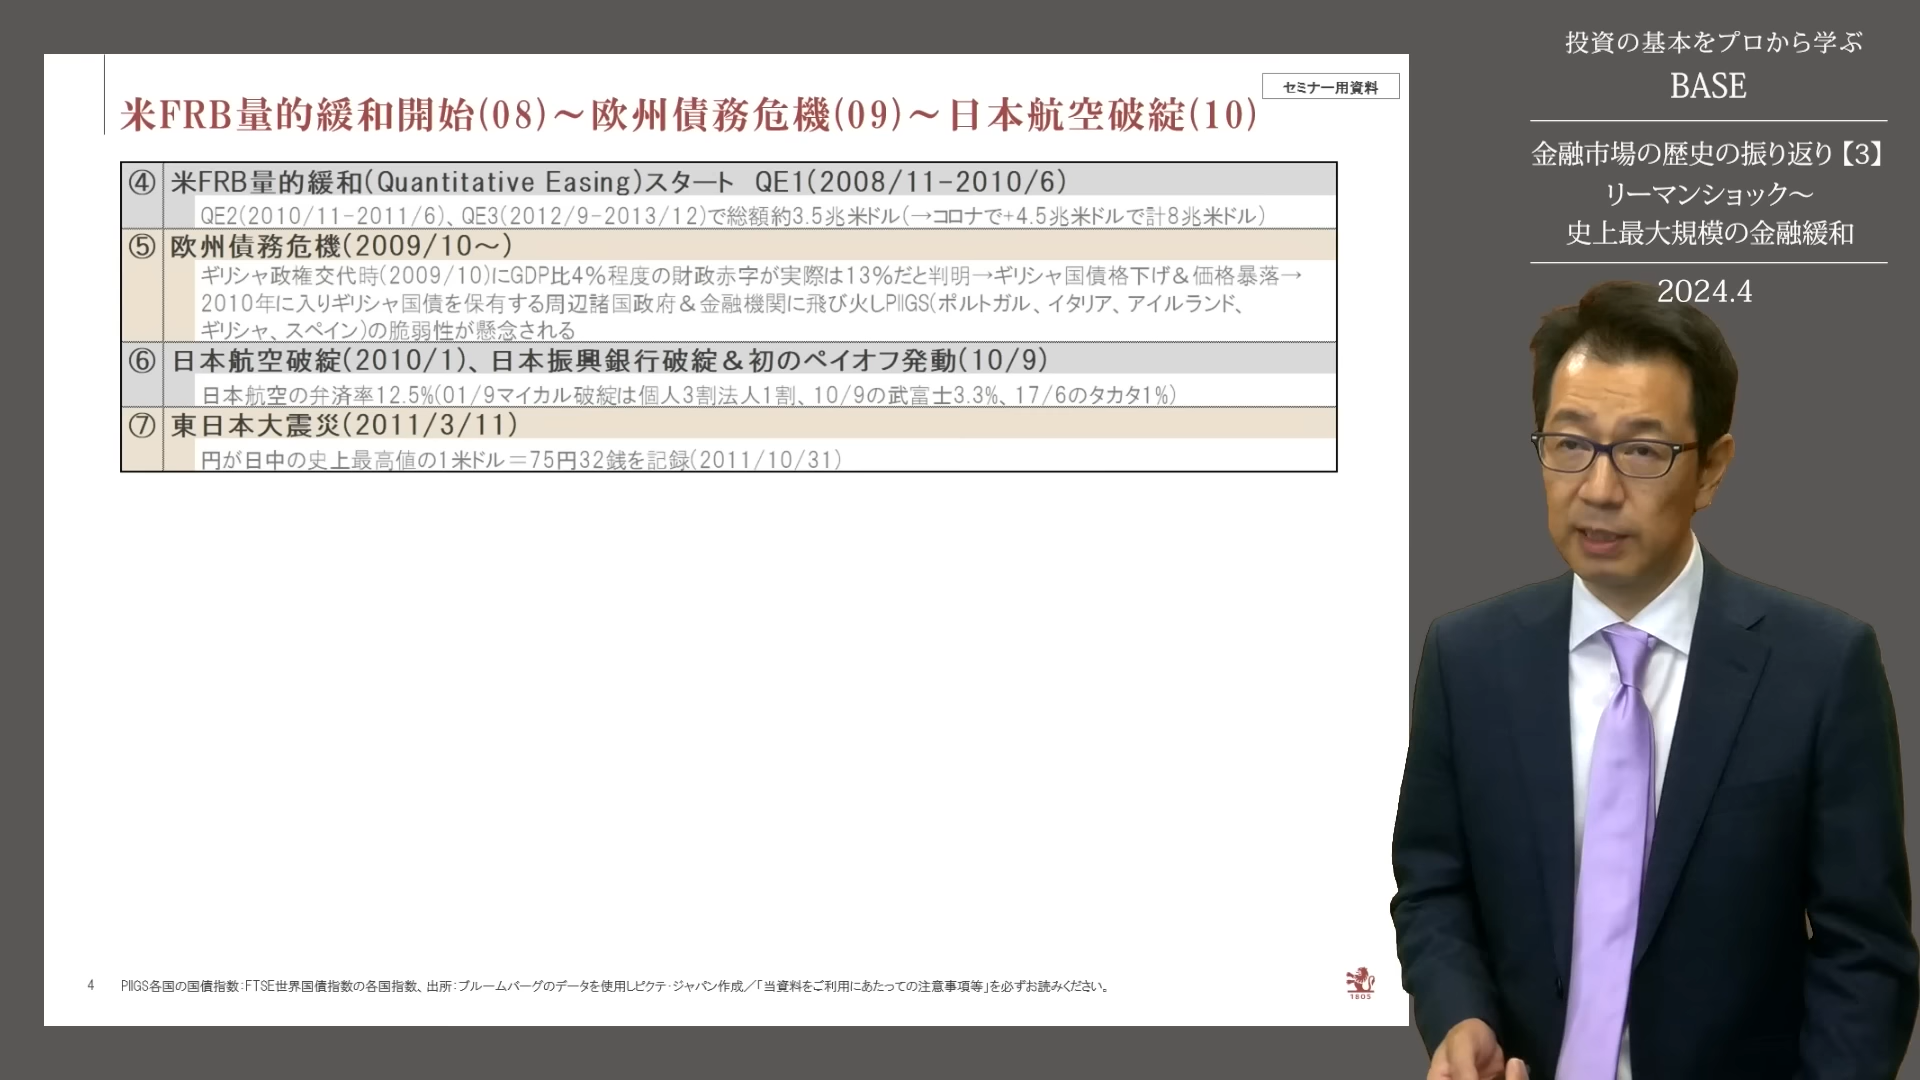 セミナー用資料
米FRB量的緩和開始(08)～欧州債務危機(09)～日本航空破綻(10)
④ 米FRB量的緩和(Quantitative Easing)スタート QE1(2008/11-2010/6)
QE2(2010/11-2011/6)、QE3(2012/9-2013/12)で総額約3.5兆米ドル(→コロナで+4.5兆米ドルで計8兆米ドル)
⑤ 欧州債務危機(2009/10～)
ギリシャ政権交代時(2009/10)にGDP比4%程度の財政赤字が実際は13%だと判明→ギリシャ国債格下げ＆価格暴落→
2010年に入りギリシャ国債を保有する周辺諸国政府＆金融機関に飛び火しPIIGS(ポルトガル、イタリア、アイルランド、
ギリシャ、スペイン)の脆弱性が懸念される
⑥ 日本航空破綻(2010/1)、日本振興銀行破綻＆初のペイオフ発動(10/9)
日本航空の弁済率12.5%(01/9マイカル破綻は個人3割法人1割、10/9の武富士3.3%、17/6のタカタ1%)
⑦ 東日本大震災(2011/3/11)
円が日中の史上最高値の1米ドル＝75円32銭を記録(2011/10/31)
4 PIIGS各国の国債指数：FTSE世界国債指数の各国指数、出所：ブルームバーグのデータを使用しピクテ・ジャパン作成／「当資料をご利用にあたっての注意事項等」を必ずお読みください。
1805
投資の基本をプロから学ぶ
BASE
金融市場の歴史の振り返り【3】
リーマンショック～
史上最大規模の金融緩和
2024.4